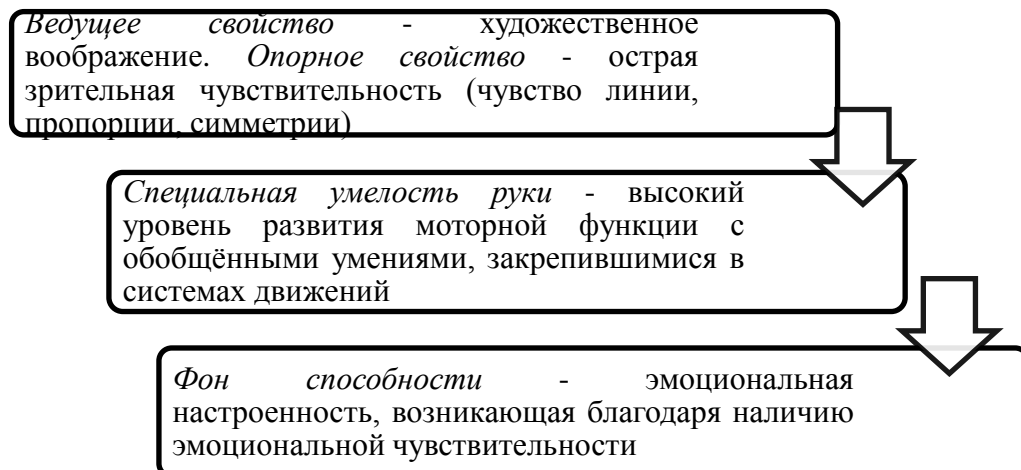 Ведущее свойство - художественное
воображение. Опорное свойство - острая
зрительная чувствительность (чувство линии,
пропорции, симметрии)
Специальная умелость руки - высокий
уровень развития моторной функции с
обобщёнными умениями, закрепившимися в
системах движений
Фон способности - эмоциональная
настроенность, возникающая благодаря наличию
эмоциональной чувствительности